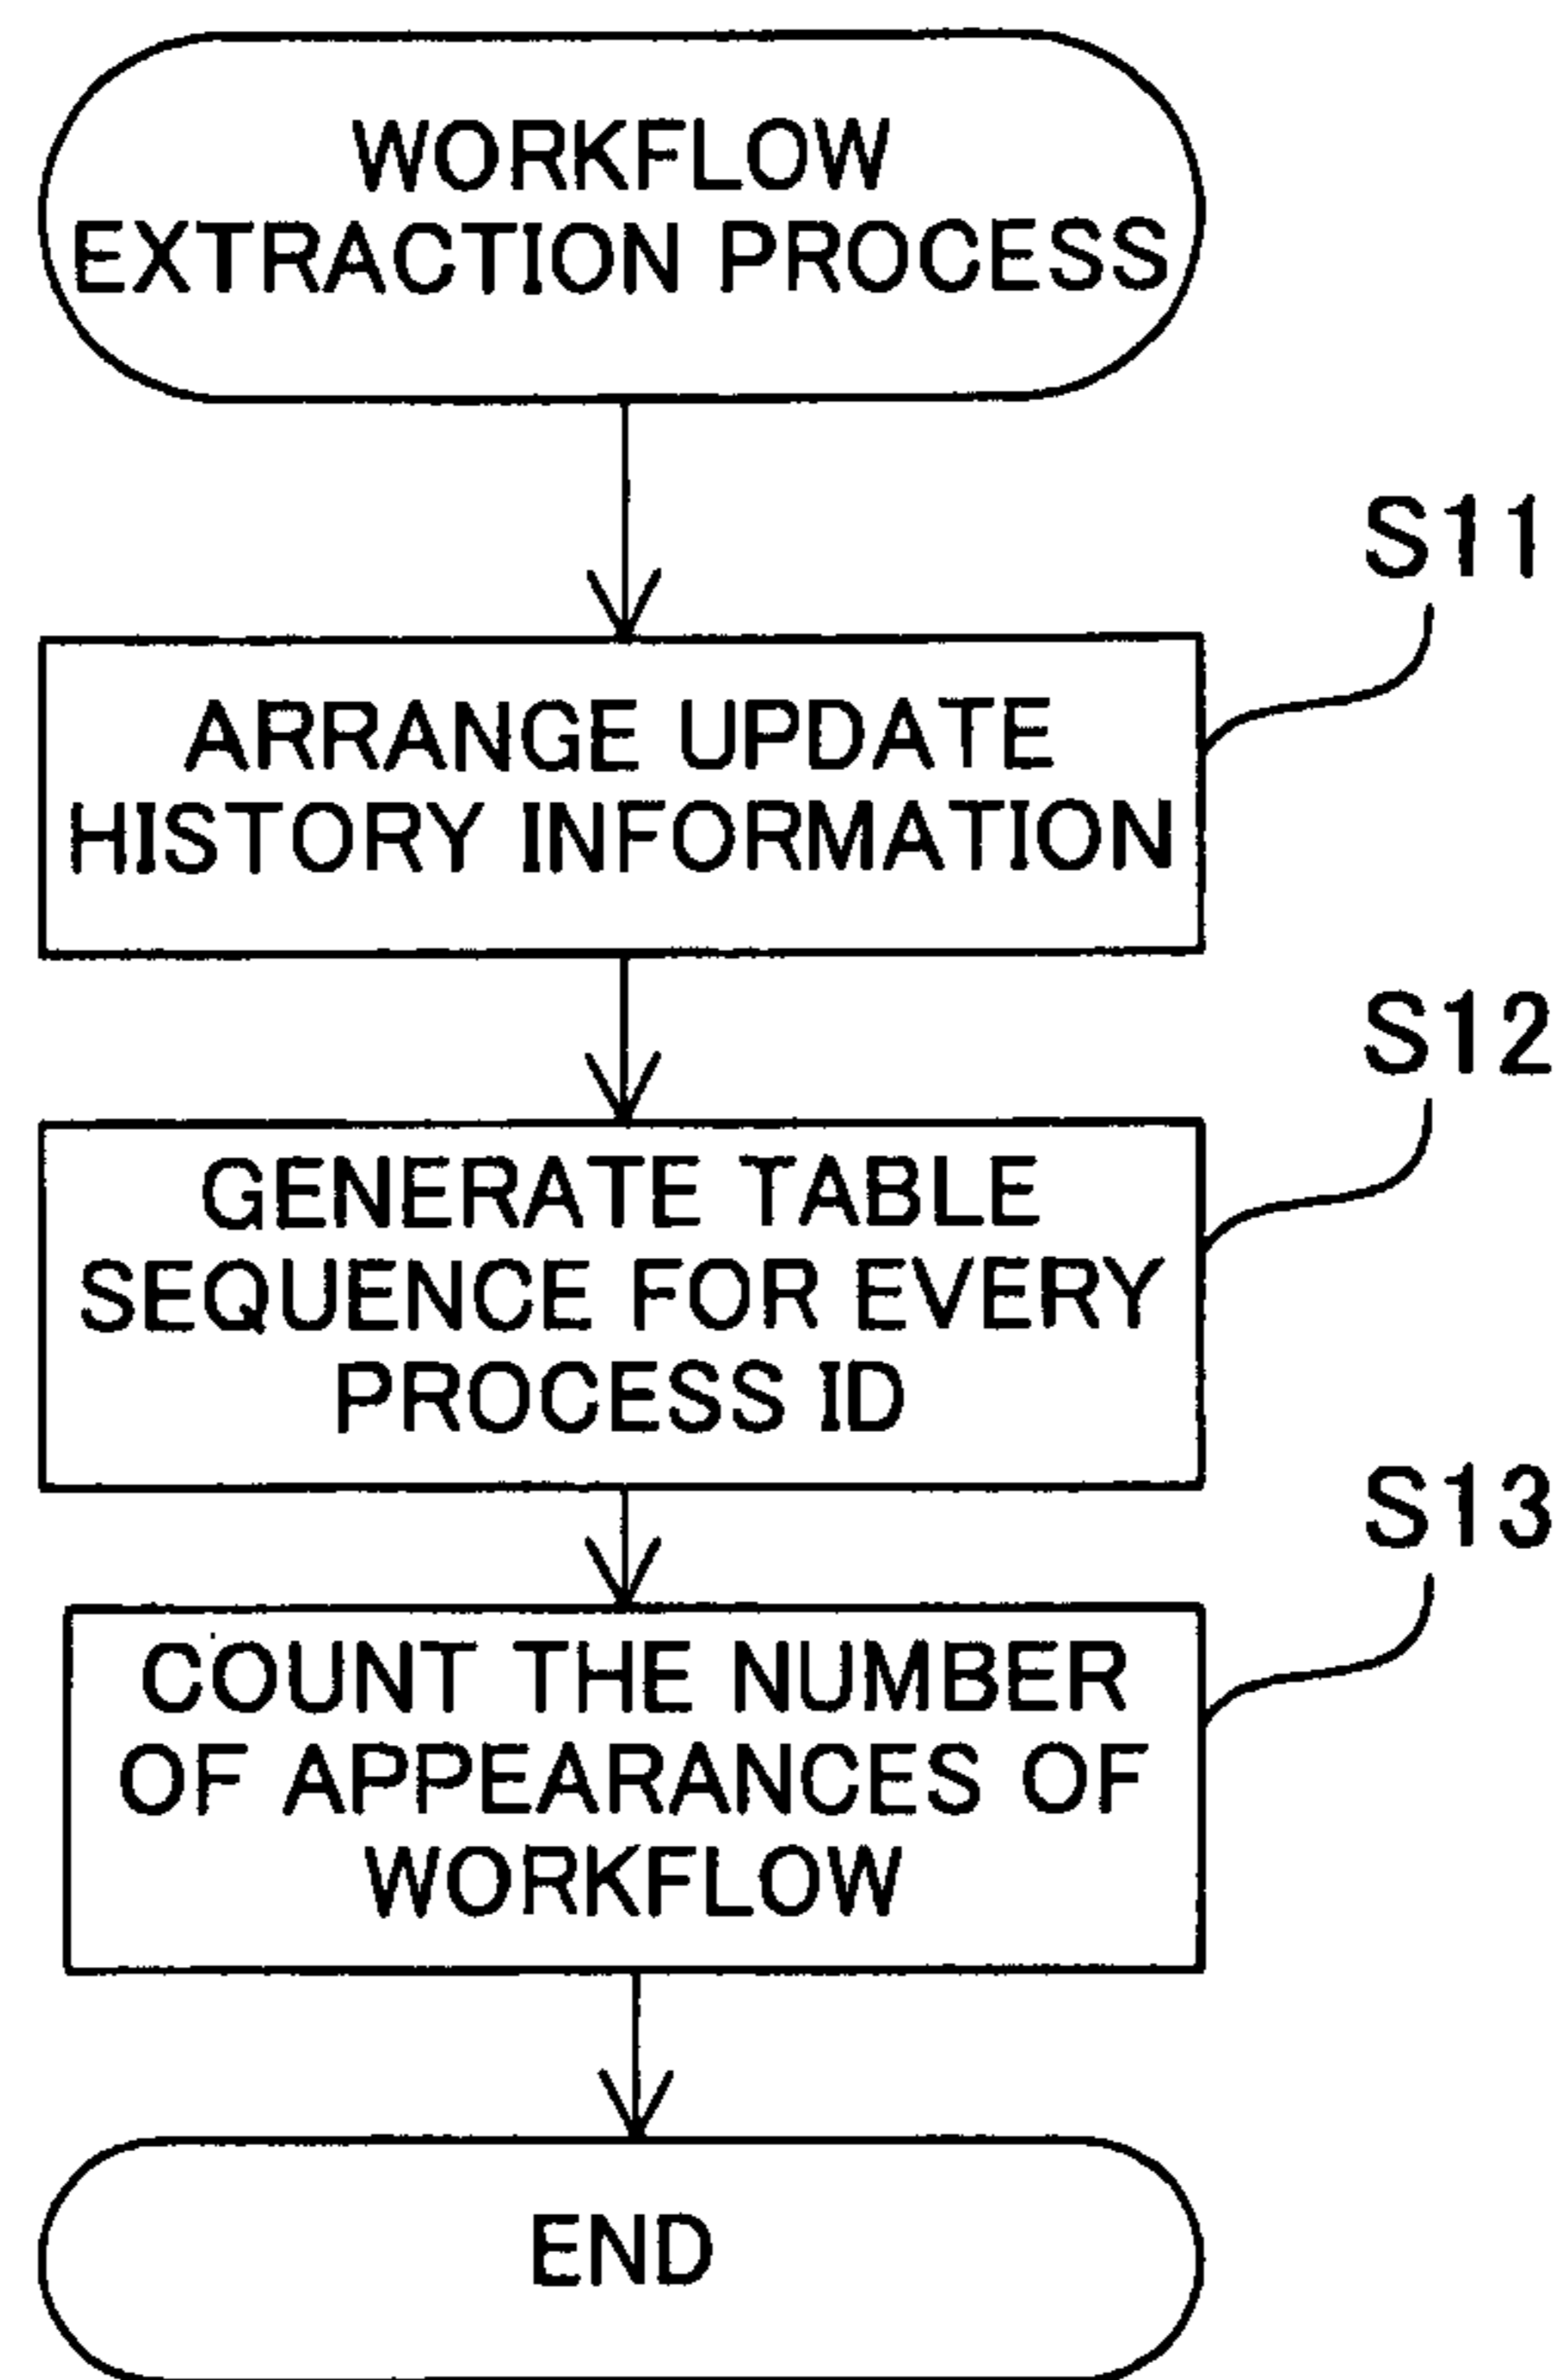 WORKFLOW
EXTRACTION PROCESS
S11
ARRANGE UPDATE
HISTORY INFORMATION
S12
GENERATE TABLE
SEQUENCE FOR EVERY
PROCESS ID
S13
COUNT THE NUMBER
OF APPEARANCES OF
WORKFLOW
END